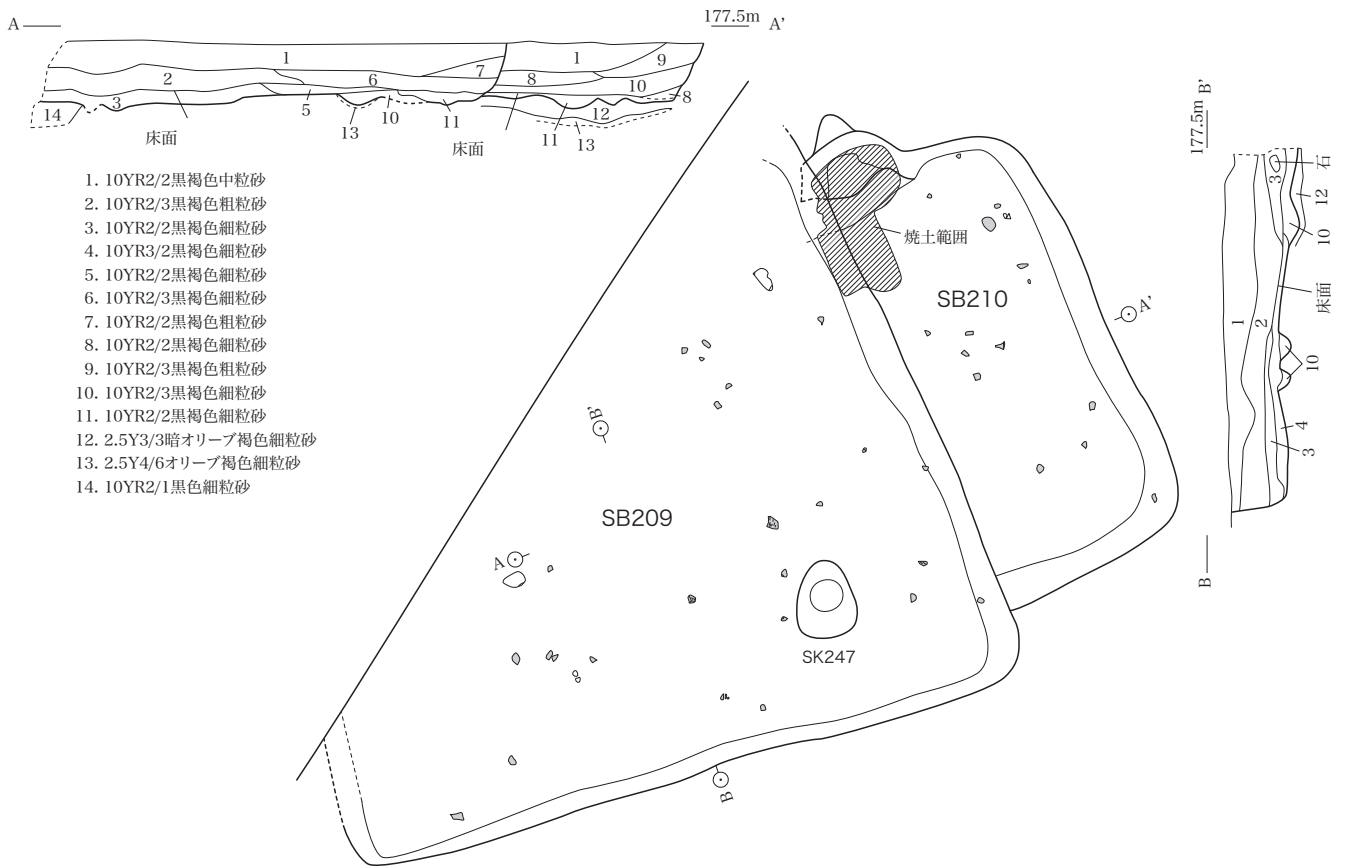 A
177.5m
A'
1
1
9
2
6
7
8
10
8
14
3
5
13
10
11
11
12
13
床面
床面
1. 10YR2/2黒褐色中粒砂
2. 10YR2/3黒褐色粗粒砂
3. 10YR2/2黒褐色細粒砂
4. 10YR3/2黒褐色細粒砂
5. 10YR2/2黒褐色細粒砂
6. 10YR2/3黒褐色細粒砂
7. 10YR2/2黒褐色粗粒砂
8. 10YR2/2黒褐色細粒砂
9. 10YR2/3黒褐色粗粒砂
10. 10YR2/3黒褐色細粒砂
11. 10YR2/2黒褐色細粒砂
12. 2.5Y3/3暗オリーブ褐色細粒砂
13. 2.5Y4/6オリーブ褐色細粒砂
14. 10YR2/1黒色細粒砂
焼土範囲
SB210
A'
B'
SB209
A
SK247
B
177.5m
B'
石
3
12
10
床面
1
2
10
4
3
B